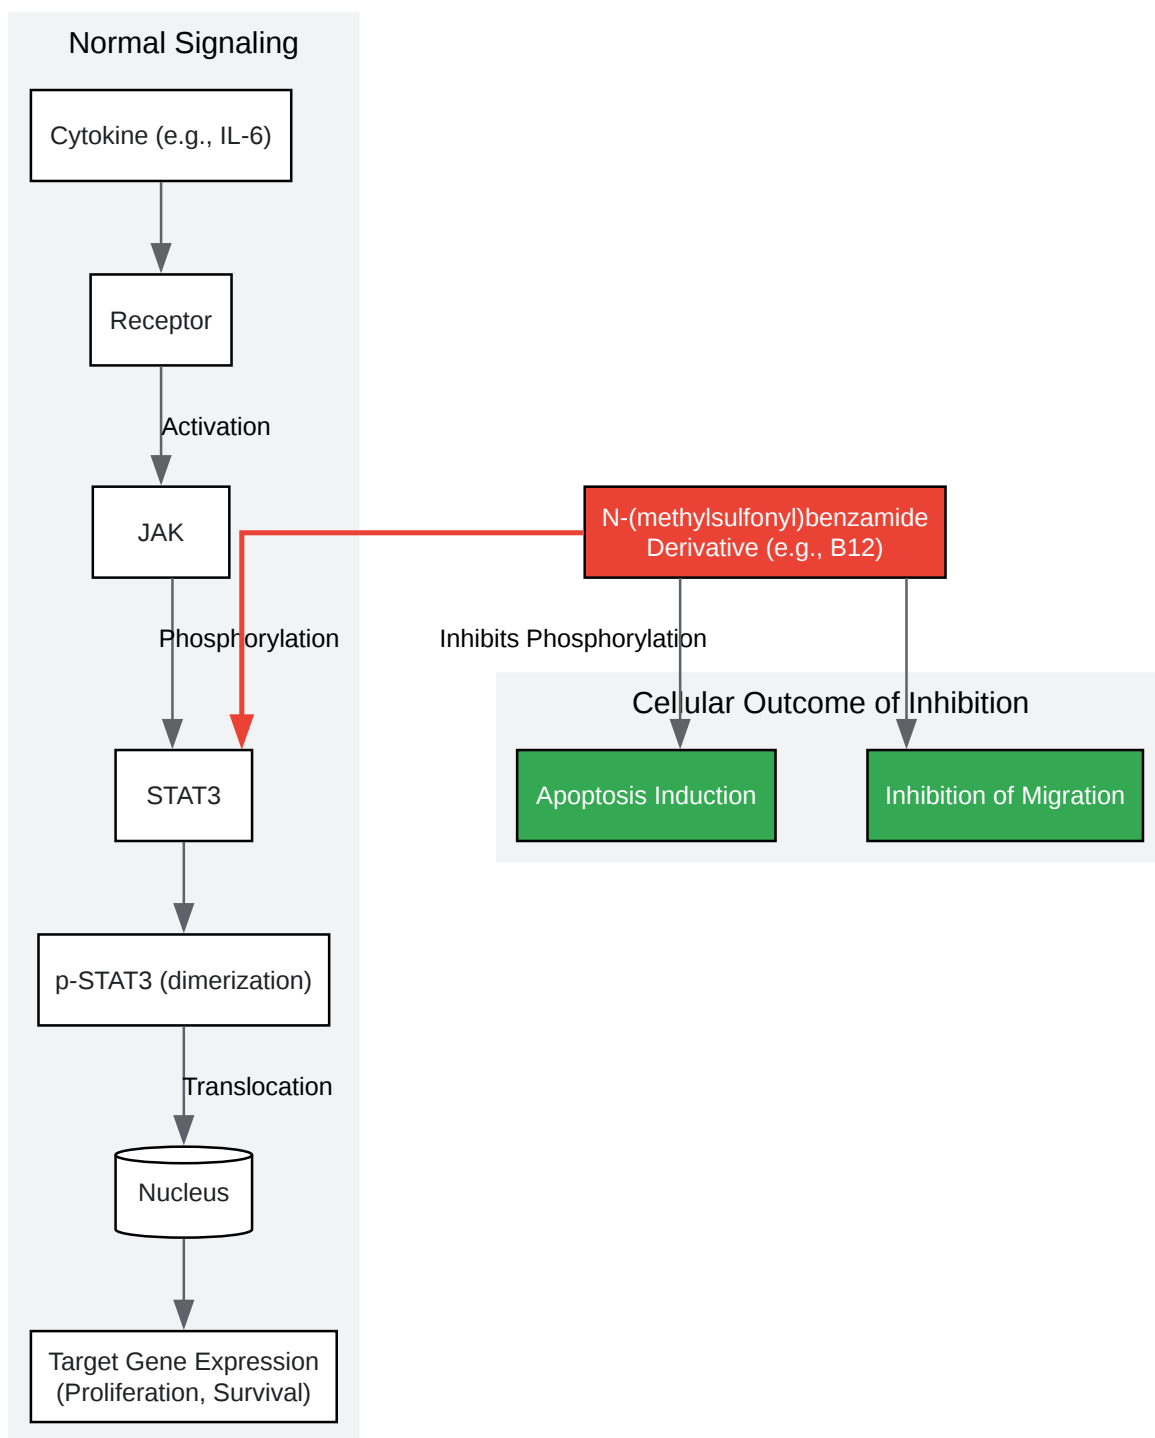 Normal Signaling
Cytokine (e.g., IL-6)
Receptor
Activation
JAK
N-(methylsulfonyl)benzamide
Derivative (e.g., B12)
Phosphorylation
Inhibits Phosphorylation
Cellular Outcome of Inhibition
STAT3
Apoptosis Induction
Inhibition of Migration
p-STAT3 (dimerization)
Translocation
Nucleus
Target Gene Expression
(Proliferation, Survival)